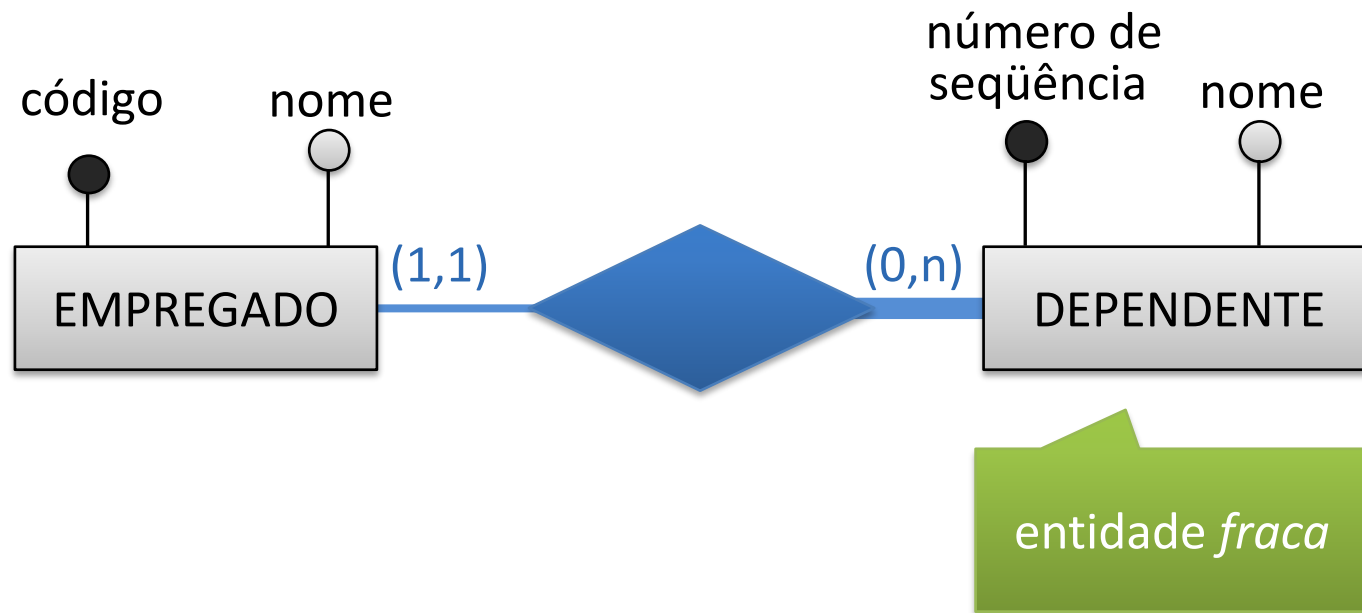 número de
seqüência
código
nome
nome
(1,1)
(0,n)
EMPREGADO
DEPENDENTE
entidade fraca